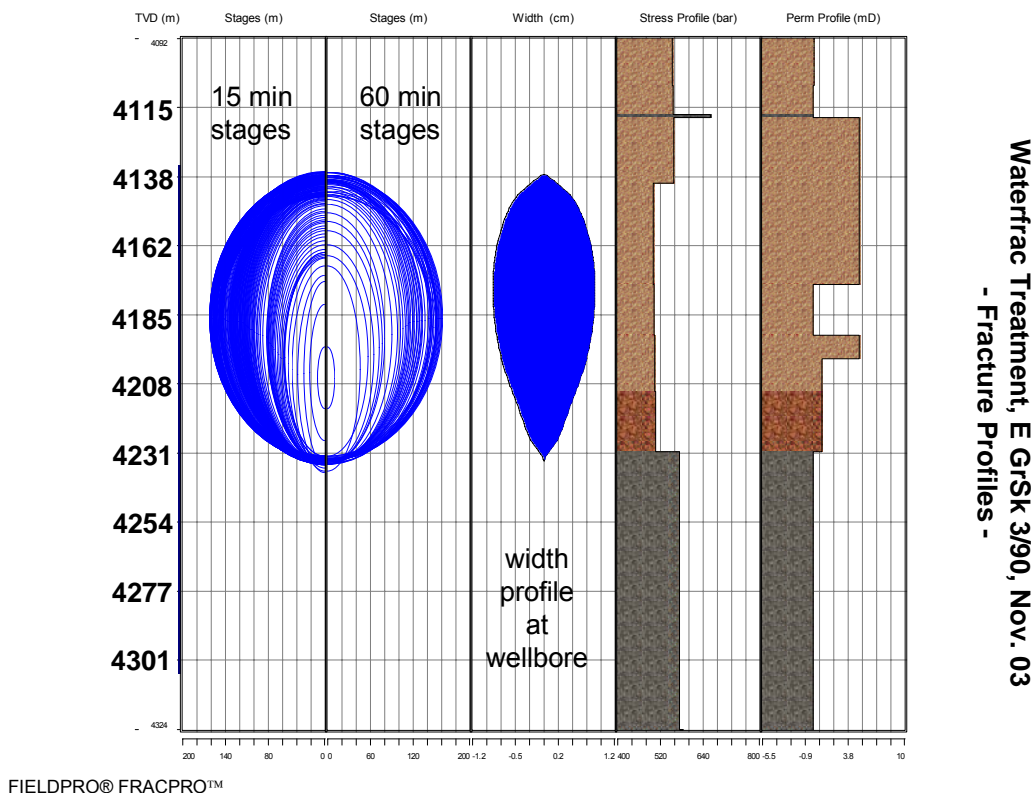 TVD (m) Stages (m) Stages (m) Width (cm) Stress Profile (bar) Perm Profile (mD)
- 4092
15 min
stages
60 min
stages
4115
4138
4162
4185
4208
4231
4254
4277
4301
- 4324
width
profile
at
wellbore
200 140 80 0 0 60 120 200 -1.2 -0.5 0.2 1.2 400 520 640 800 -5.5 -0.9 3.8 10
Waterffrac Treatment, E GrSk 3/90, Nov. 03
- Fracture Profiles -
FIELDPRO® FRACPRO™